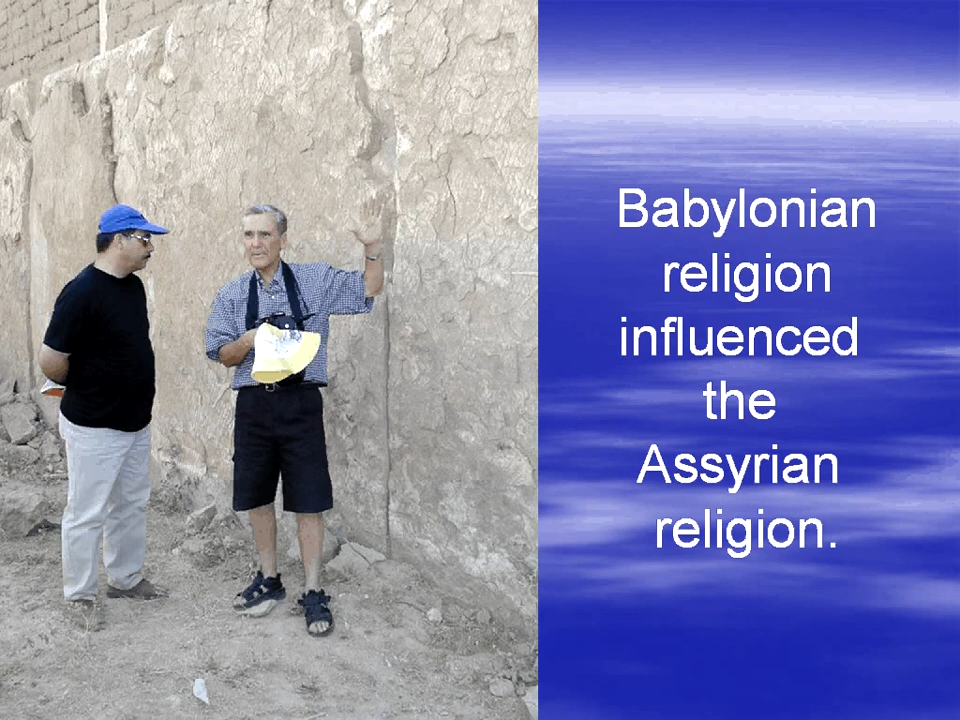 Babylonian
religion
influenced
the
Assyrian
religion.